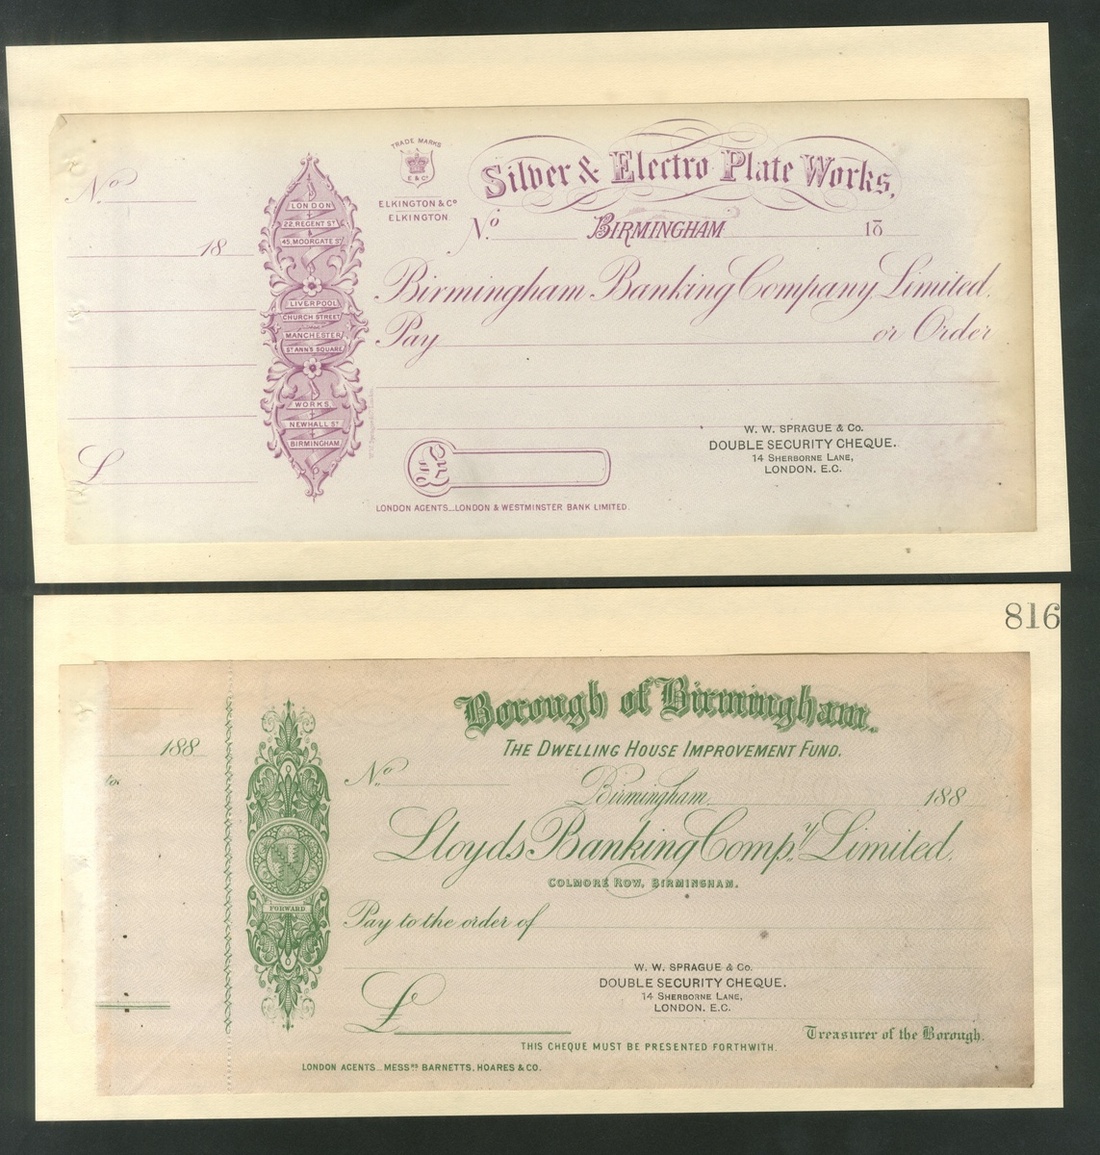 TRADE MARKS
E & Cº
ELKINGTON & Cº
ELKINGTON
Silver & Electro Plate Works,
Nº
Nº BIRMINGHAM 18
18
LONDON
22, REGENT ST
&
45, MOORGATE ST
Birmingham Banking Company Limited.
LIVERPOOL
CHURCH STREET
MANCHESTER
ST ANN'S SQUARE
Pay or Order
WORKS,
NEWHALL ST
BIRMINGHAM
£
£
W. W. SPRAGUE & Co.
DOUBLE SECURITY CHEQUE.
14 SHERBORNE LANE,
LONDON. E.C.
LONDON AGENTS_LONDON & WESTMINSTER BANK LIMITED.
816
Borough of Birmingham.
THE DWELLING HOUSE IMPROVEMENT FUND.
188
Nº
Birmingham 188
Lloyds Banking Compy Limited.
COLMORE ROW, BIRMINGHAM.
FORWARD
Pay to the order of
W. W. SPRAGUE & Co.
DOUBLE SECURITY CHEQUE.
14 SHERBORNE LANE,
LONDON. E.C.
£
Treasurer of the Borough.
THIS CHEQUE MUST BE PRESENTED FORTHWITH.
LONDON AGENTS_MESSRS BARNETTS, HOARES & CO.